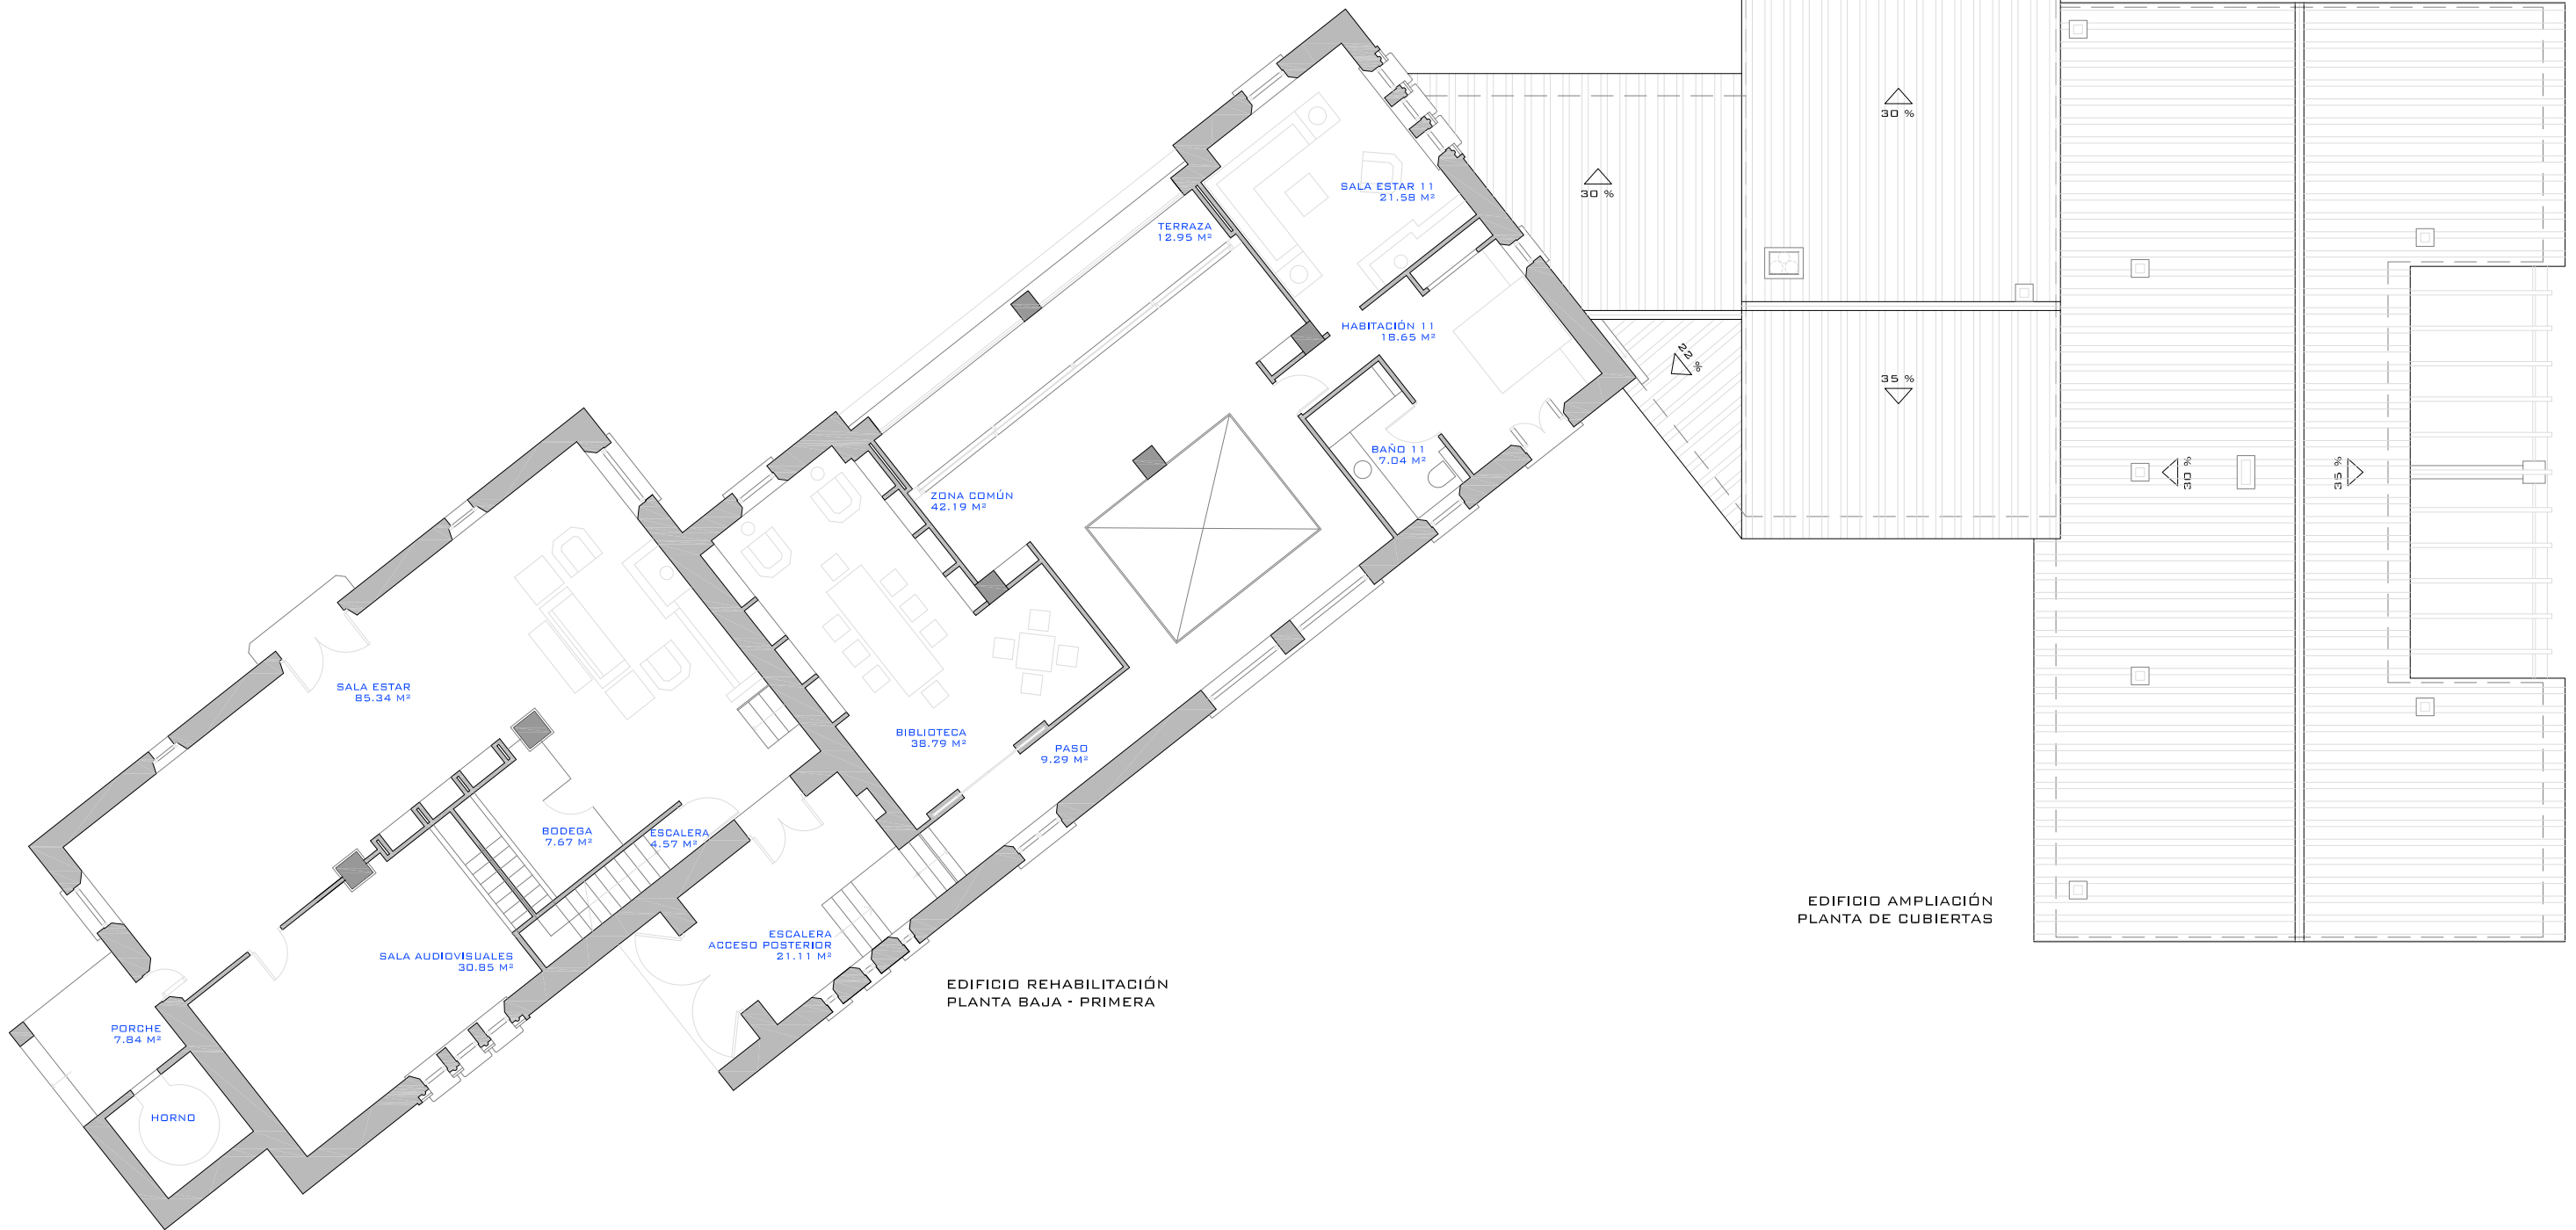 30 %
SALA ESTAR 11
21.58 M²
30 %
TERRAZA
12.95 M²
HABITACIÓN 11
18.65 M²
22 %
35 %
BAÑO 11
7.04 M²
30 %
35 %
ZONA COMÚN
42.19 M²
SALA ESTAR
85.34 M²
BIBLIOTECA
38.79 M²
PASO
9.29 M²
BODEGA
7.67 M²
ESCALERA
4.57 M²
EDIFICIO AMPLIACIÓN
PLANTA DE CUBIERTAS
ESCALERA
ACCESO POSTERIOR
21.11 M²
SALA AUDIOVISUALES
30.85 M²
EDIFICIO REHABILITACIÓN
PLANTA BAJA - PRIMERA
PORCHE
7.84 M²
HORNO